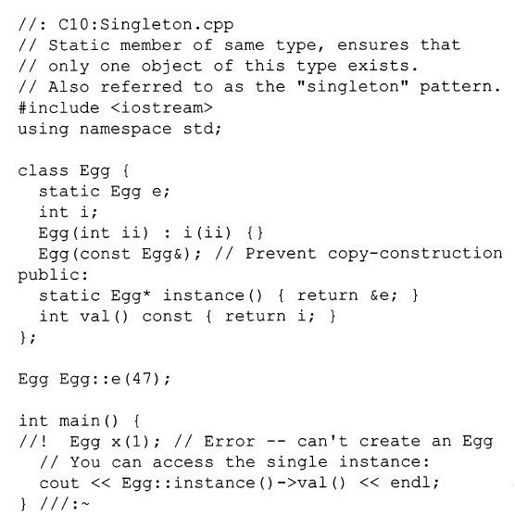 //: C10:Singleton.cpp
// Static member of same type, ensures that
// only one object of this type exists.
// Also referred to as the "singleton" pattern.
#include <iostream>
using namespace std;

class Egg {
  static Egg e;
  int i;
  Egg(int ii) : i(ii) {}
  Egg(const Egg&); // Prevent copy-construction
public:
  static Egg* instance() { return &e; }
  int val() const { return i; }
};

Egg Egg::e(47);

int main() {
//!  Egg x(1); // Error -- can't create an Egg
  // You can access the single instance:
  cout << Egg::instance()->val() << endl;
} ///:~